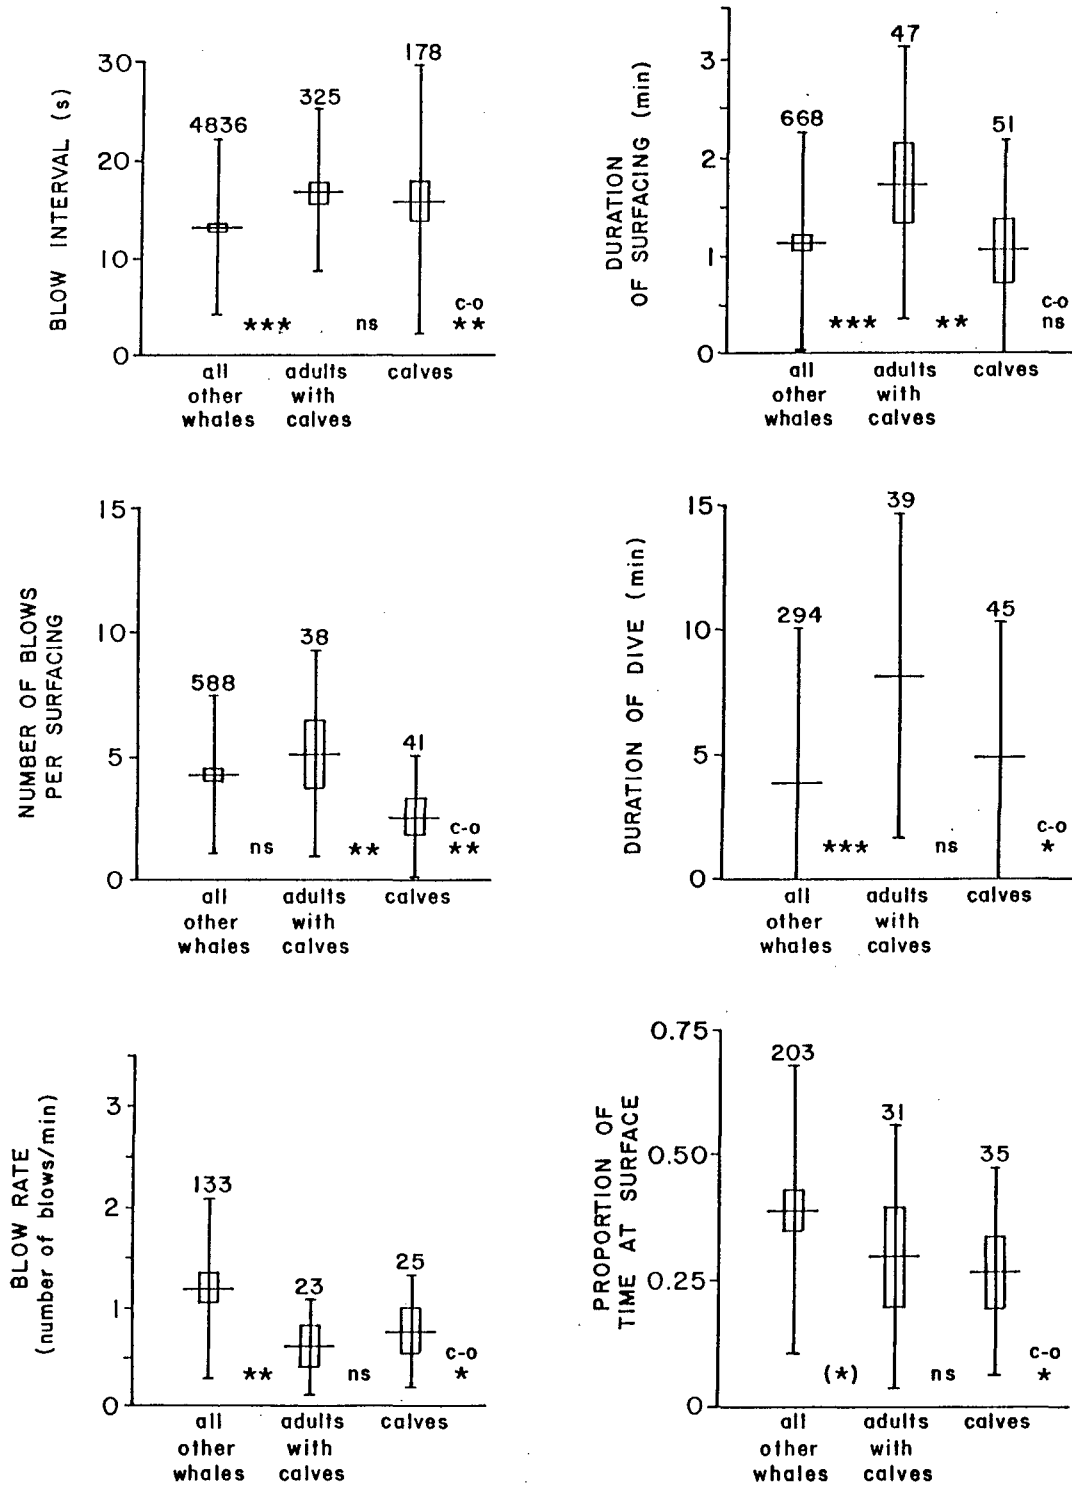 BLOW INTERVAL (s)
30
20
10
0
4836
325
178
***
ns
c-o
**
all
other
whales
adults
with
calves
calves
DURATION
OF SURFACING (min)
3
2
1
0
668
47
51
***
**
c-o
ns
all
other
whales
adults
with
calves
calves
NUMBER OF BLOWS
PER SURFACING
15
10
5
0
588
38
41
ns
**
c-o
**
all
other
whales
adults
with
calves
calves
DURATION OF DIVE (min)
15
10
5
0
294
39
45
***
ns
c-o
*
all
other
whales
adults
with
calves
calves
BLOW RATE
(number of blows/min)
3
2
1
0
133
23
25
**
ns
c-o
*
all
other
whales
adults
with
calves
calves
PROPORTION OF
TIME AT SURFACE
0.75
0.50
0.25
0
203
31
35
(*)
ns
c-o
*
all
other
whales
adults
with
calves
calves